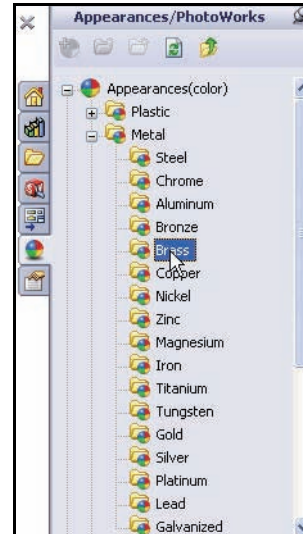 Appearances/PhotoWorks
Appearances(color)
Plastic
Metal
Steel
Chrome
Aluminum
Bronze
Brass
Copper
Nickel
Zinc
Magnesium
Iron
Titanium
Tungsten
Gold
Silver
Platinum
Lead
Galvanized